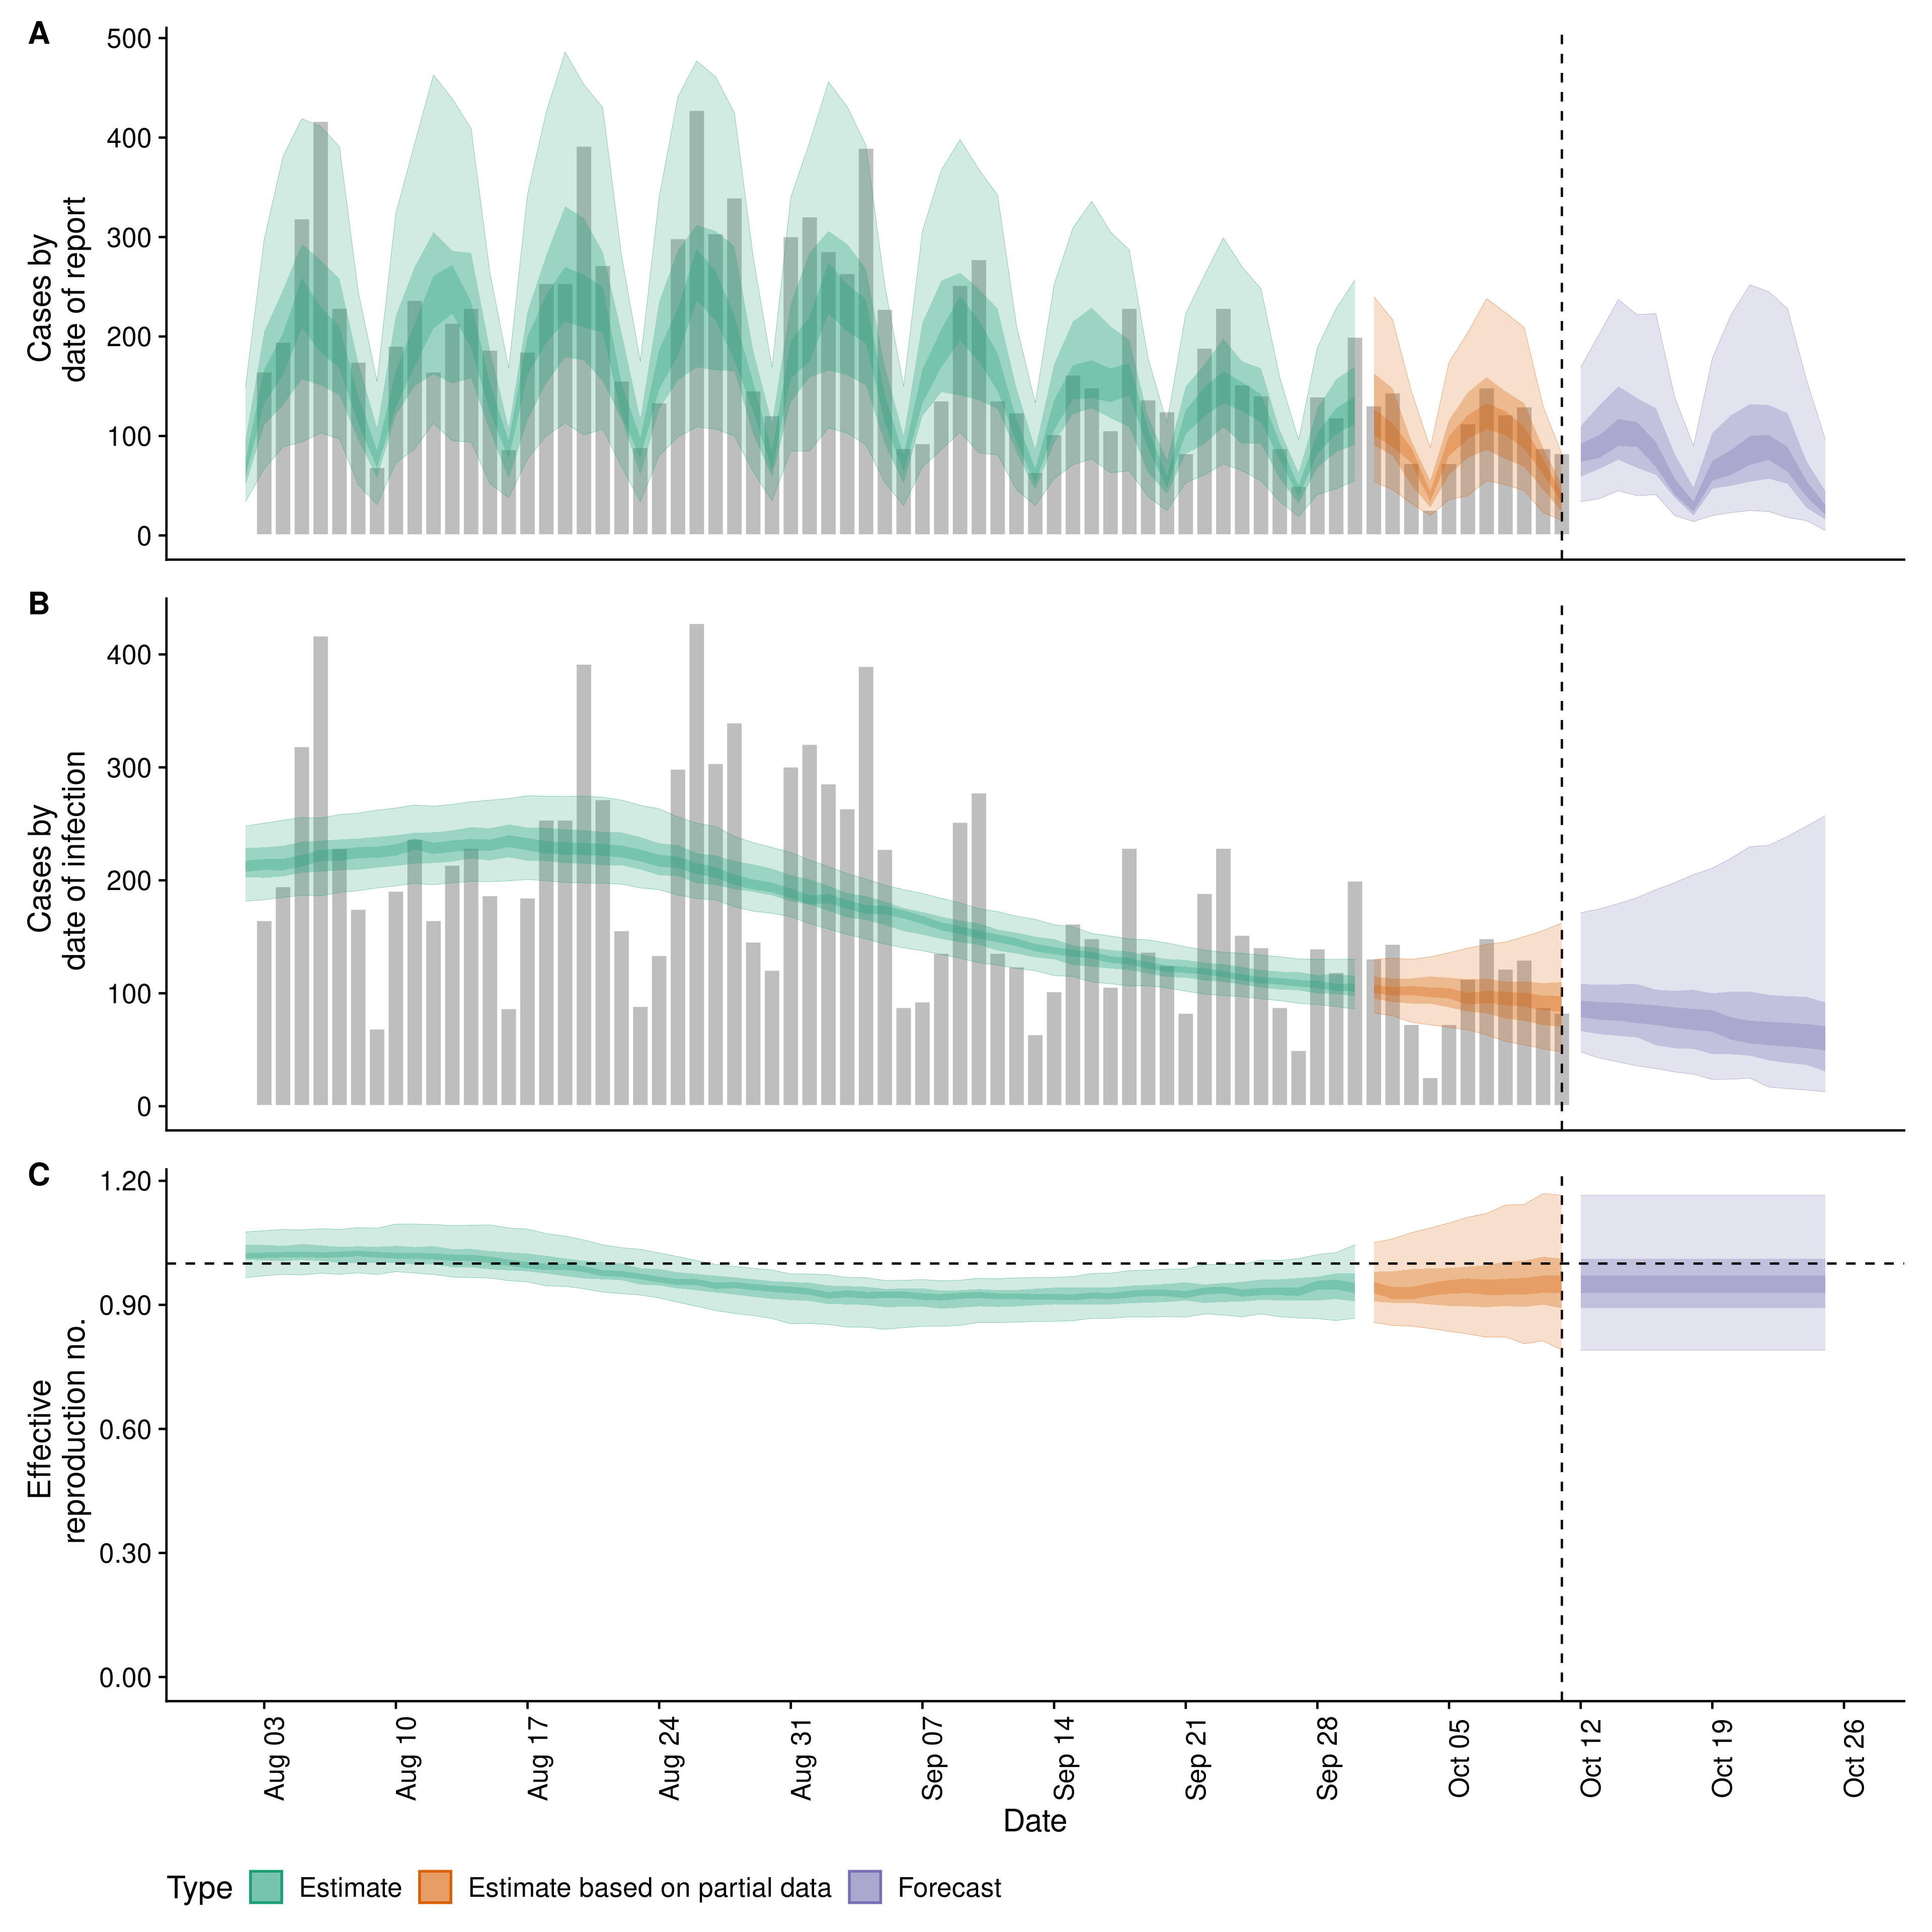 A
500
400
300
200
100
0
Cases by
date of report
B
400
300
200
100
0
Cases by
date of infection
C
1.20
0.90
0.60
0.30
0.00
Effective
reproduction no.
Aug 03
Aug 10
Aug 17
Aug 24
Aug 31
Sep 07
Sep 14
Sep 21
Sep 28
Oct 05
Oct 12
Oct 19
Oct 26
Date
Type Estimate Estimate based on partial data Forecast